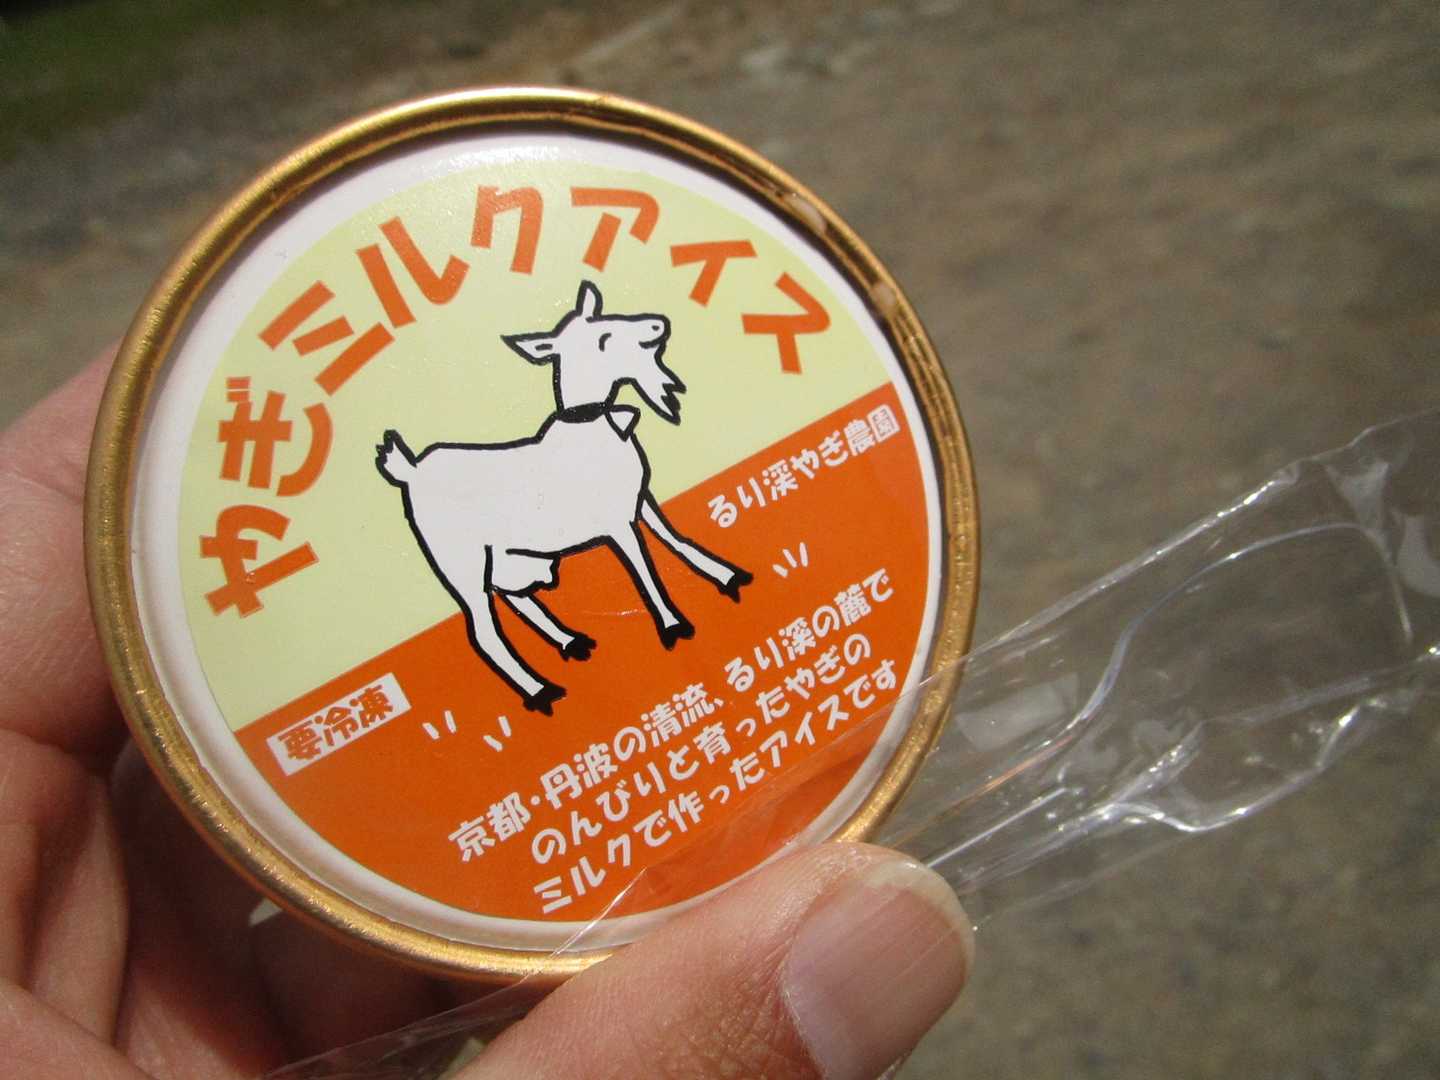 やぎミルクアイス
るり渓やぎ農園
要冷凍
京都・丹波の清流、るり渓の麓で
のんびりと育ったやぎの
ミルクで作ったアイスです